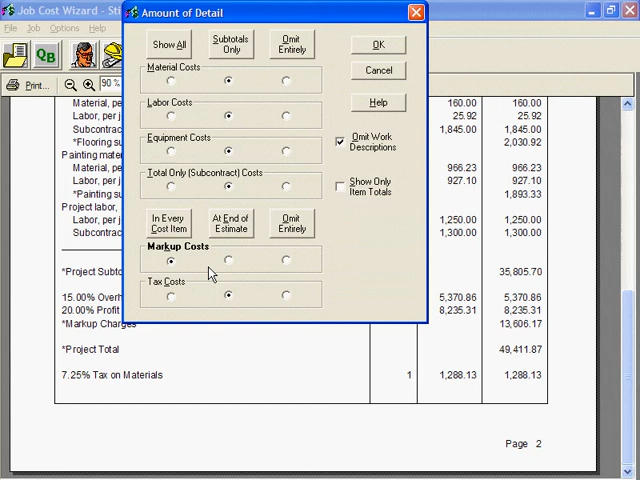 Job Cost Wizard - Sti
Amount of Detail
File Job Options Help
QB
Print...
90 %
Show All
Subtotals Only
Omit Entirely
OK
Material Costs
Cancel
Labor Costs
Help
Equipment Costs
Omit Work Descriptions
Total Only (Subcontract) Costs
Show Only Item Totals
In Every Cost Item
At End of Estimate
Omit Entirely
Markup Costs
Tax Costs
Material, pe 160.00 160.00
Labor, per j 25.92 25.92
Subcontrac 1,845.00 1,845.00
*Flooring su 2,030.92
Painting mater
Material, pe 966.23 966.23
Labor, per j 927.10 927.10
*Painting su 1,893.33
Project labor,
Labor, per j 1,250.00 1,250.00
Subcontrac 1,300.00 1,300.00
*Project Subto 35,805.70
15.00% Overh 5,370.86 5,370.86
20.00% Profit 8,235.31 8,235.31
*Markup Charges 13,606.17
*Project Total 49,411.87
7.25% Tax on Materials 1 1,288.13 1,288.13
Page 2